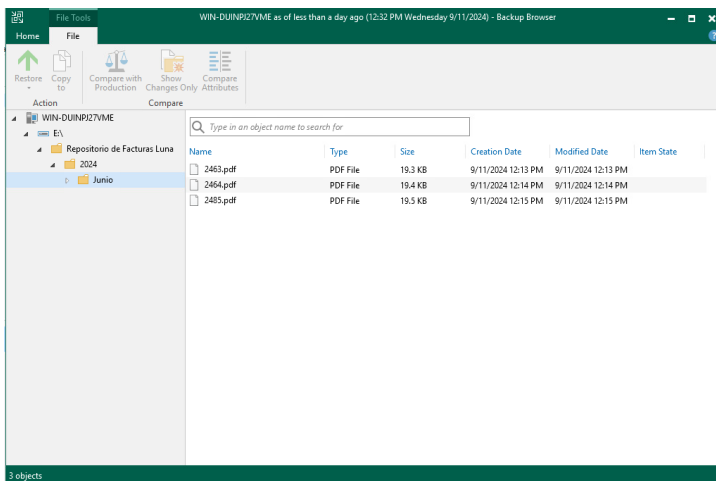 File Tools
WIN-DUINPJ27VME as of less than a day ago (12:32 PM Wednesday 9/11/2024) - Backup Browser
Home
File
?
Restore
Copy to
Compare with Production
Show Changes Only
Compare Attributes
Action
Compare
WIN-DUINPJ27VME
E:\
Repositorio de Facturas Luna
2024
Junio
Type in an object name to search for
Name Type Size Creation Date Modified Date Item State
2463.pdf PDF File 19.3 KB 9/11/2024 12:13 PM 9/11/2024 12:13 PM
2464.pdf PDF File 19.4 KB 9/11/2024 12:14 PM 9/11/2024 12:14 PM
2485.pdf PDF File 19.5 KB 9/11/2024 12:15 PM 9/11/2024 12:15 PM
3 objects